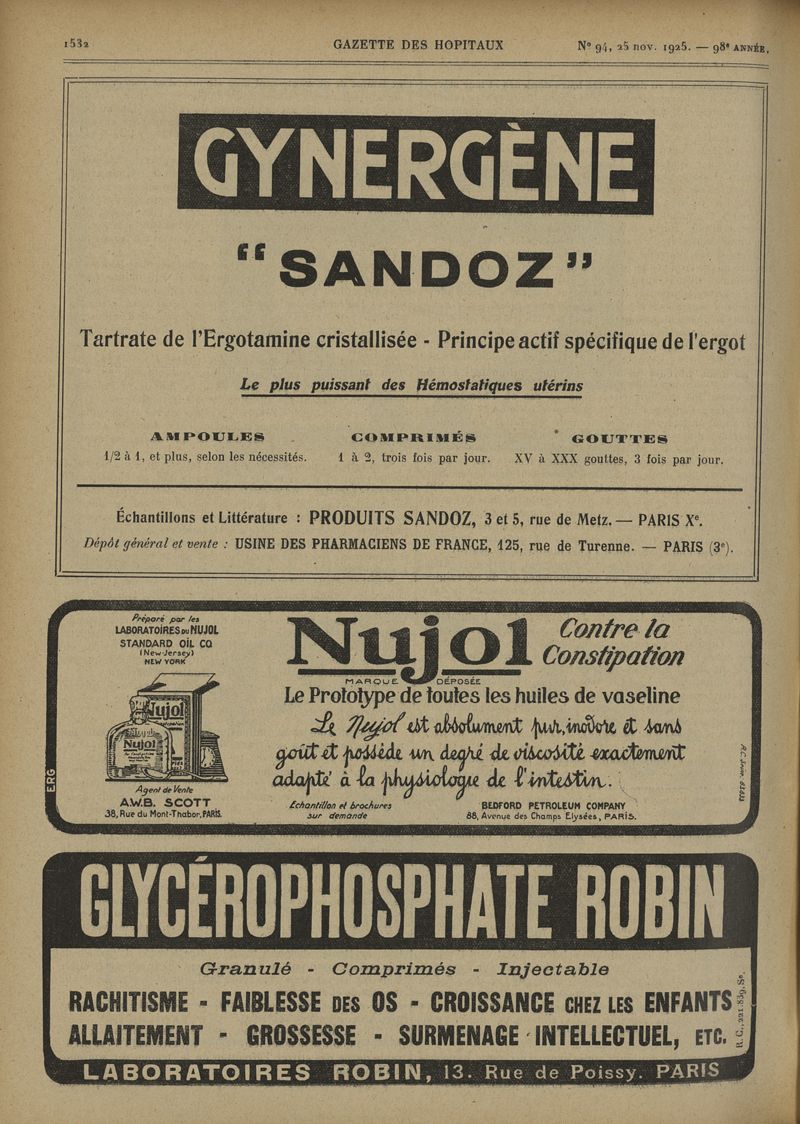 1532
GAZETTE DES HOPITAUX
N° 94, 25 nov. 1925. — 98e ANNÉE.
GYNERGÈNE
“SANDOZ”
Tartrate de l'Ergotamine cristallisée - Principe actif spécifique de l'ergot
Le plus puissant des Hémostatiques utérins
AMPOULES
1/2 à 1, et plus, selon les nécessités.
COMPRIMÉS
1 à 2, trois fois par jour.
GOUTTES
XV à XXX gouttes, 3 fois par jour.
Échantillons et Littérature : PRODUITS SANDOZ, 3 et 5, rue de Metz. — PARIS Xe.
Dépôt général et vente : USINE DES PHARMACIENS DE FRANCE, 125, rue de Turenne. — PARIS (3e).
Préparé par les
LABORATOIRES DU NUJOL
STANDARD OIL CO
(New-Jersey)
NEW YORK
Nujol
Nujol
Agent de Vente
A.W.B. SCOTT
38, Rue du Mont-Thabor, PARIS.
ERG
Nujol
MARQUE DÉPOSÉE
Contre la
Constipation
Le Prototype de toutes les huiles de vaseline
Le Nujol est absolument pur, inodore et sans
goût et possède un degré de viscosité exactement
adapté à la physiologie de l'intestin.
Echantillon et brochures
sur demande
BEDFORD PETROLEUM COMPANY
88, Avenue des Champs Elysées, PARIS.
GLYCÉROPHOSPHATE ROBIN
Granulé - Comprimés - Injectable
RACHITISME - FAIBLESSE DES OS - CROISSANCE CHEZ LES ENFANTS
ALLAITEMENT - GROSSESSE - SURMENAGE INTELLECTUEL, ETC.
R. C., 221.839, Se.
LABORATOIRES ROBIN, 13. Rue de Poissy. PARIS